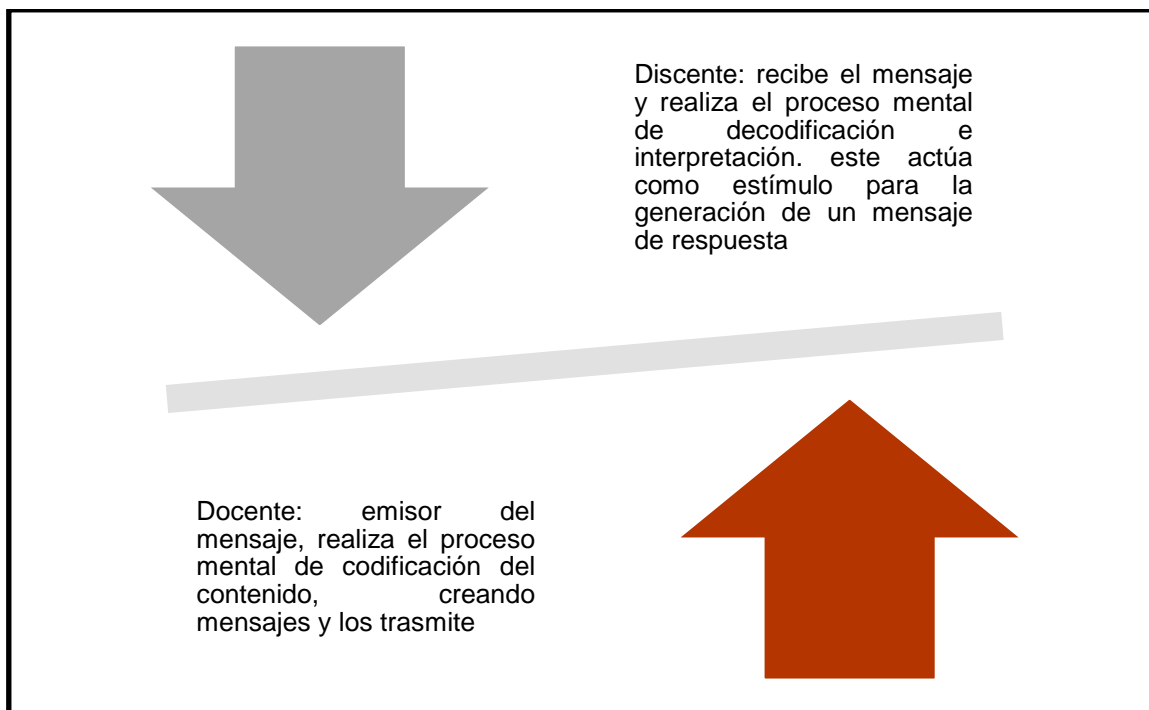 Discente: recibe el mensaje
y realiza el proceso mental
de decodificación e
interpretación. este actúa
como estímulo para la
generación de un mensaje
de respuesta
Docente: emisor del
mensaje, realiza el proceso
mental de codificación del
contenido, creando
mensajes y los trasmite